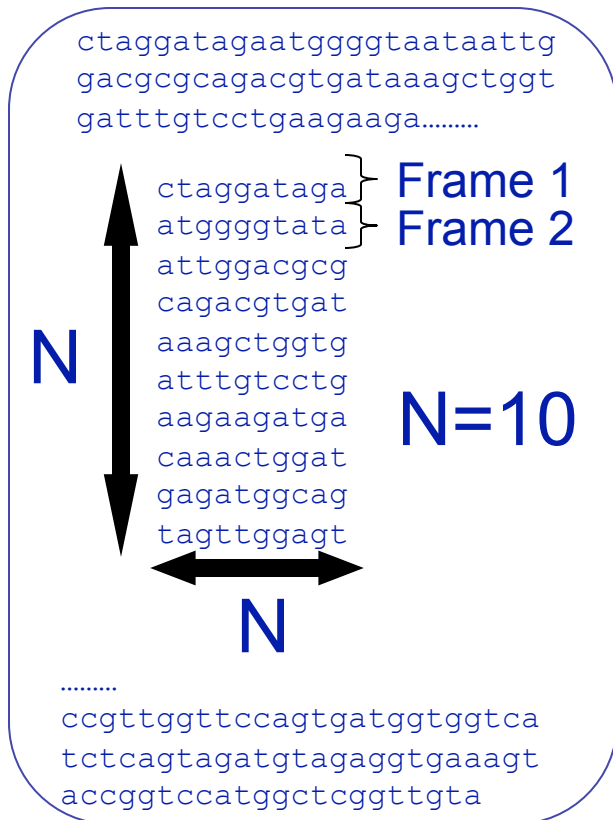 ctaggatagaatggggtaataattg
gacgcgcagacgtgataaagctggt
gatttgtcctgaagaaga.........
ctaggataga Frame 1
atggggtata Frame 2
attggacgcg
cagacgtgat
aaagctggtg
N
atttgtcctg
N=10
aagaagatga
caaactggat
gagatggcag
tagttggagt
N
.........
ccgttggttccagtgatggtggtca
tctcagtagatgtagaggtgaaagt
accggtccatggctcggttgta